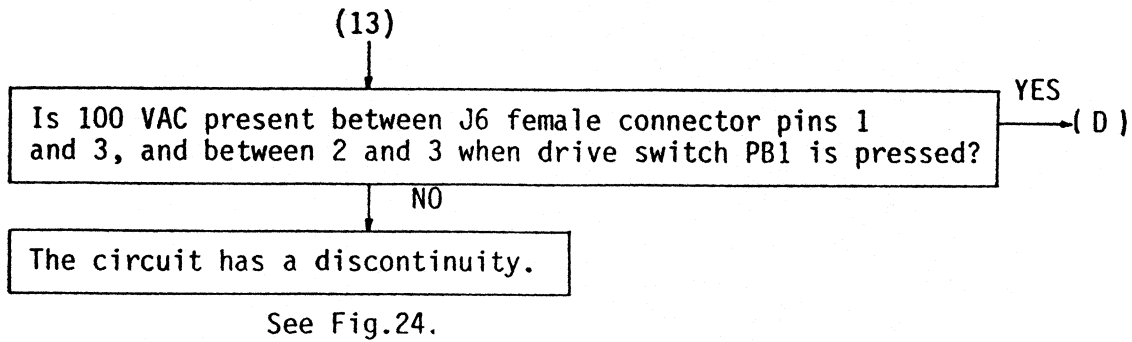 (13)
Is 100 VAC present between J6 female connector pins 1
and 3, and between 2 and 3 when drive switch PB1 is pressed?
YES
( D )
NO
The circuit has a discontinuity.
See Fig.24.